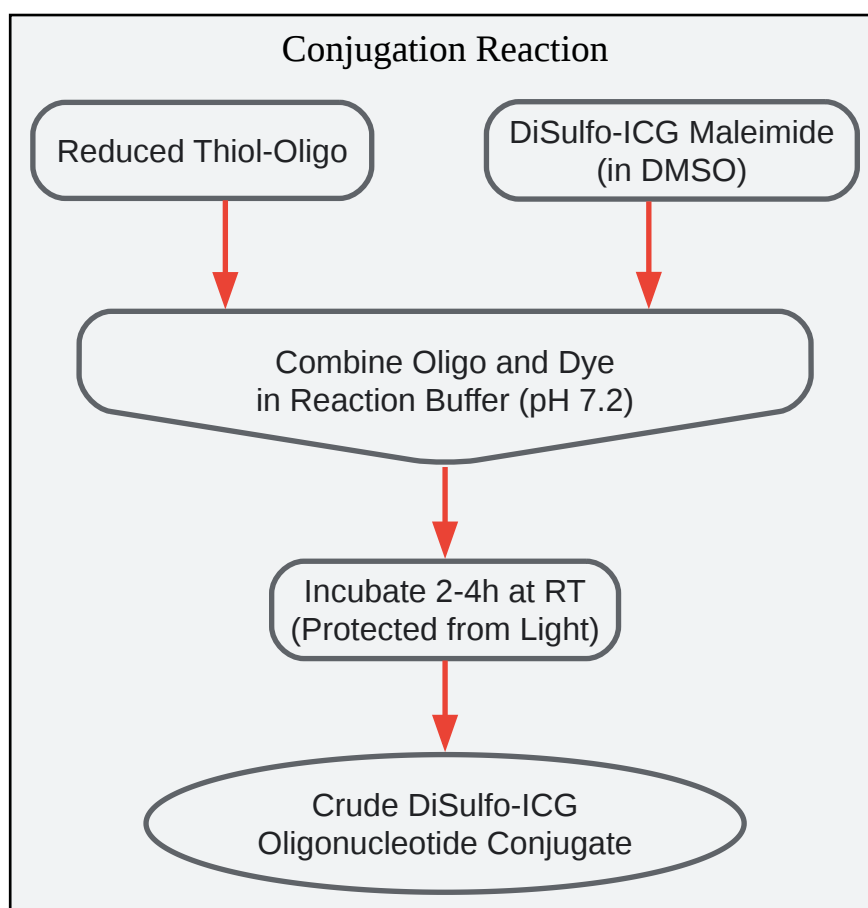 Conjugation Reaction
Reduced Thiol-Oligo
DiSulfo-ICG Maleimide
(in DMSO)
Combine Oligo and Dye
in Reaction Buffer (pH 7.2)
Incubate 2-4h at RT
(Protected from Light)
Crude DiSulfo-ICG
Oligonucleotide Conjugate